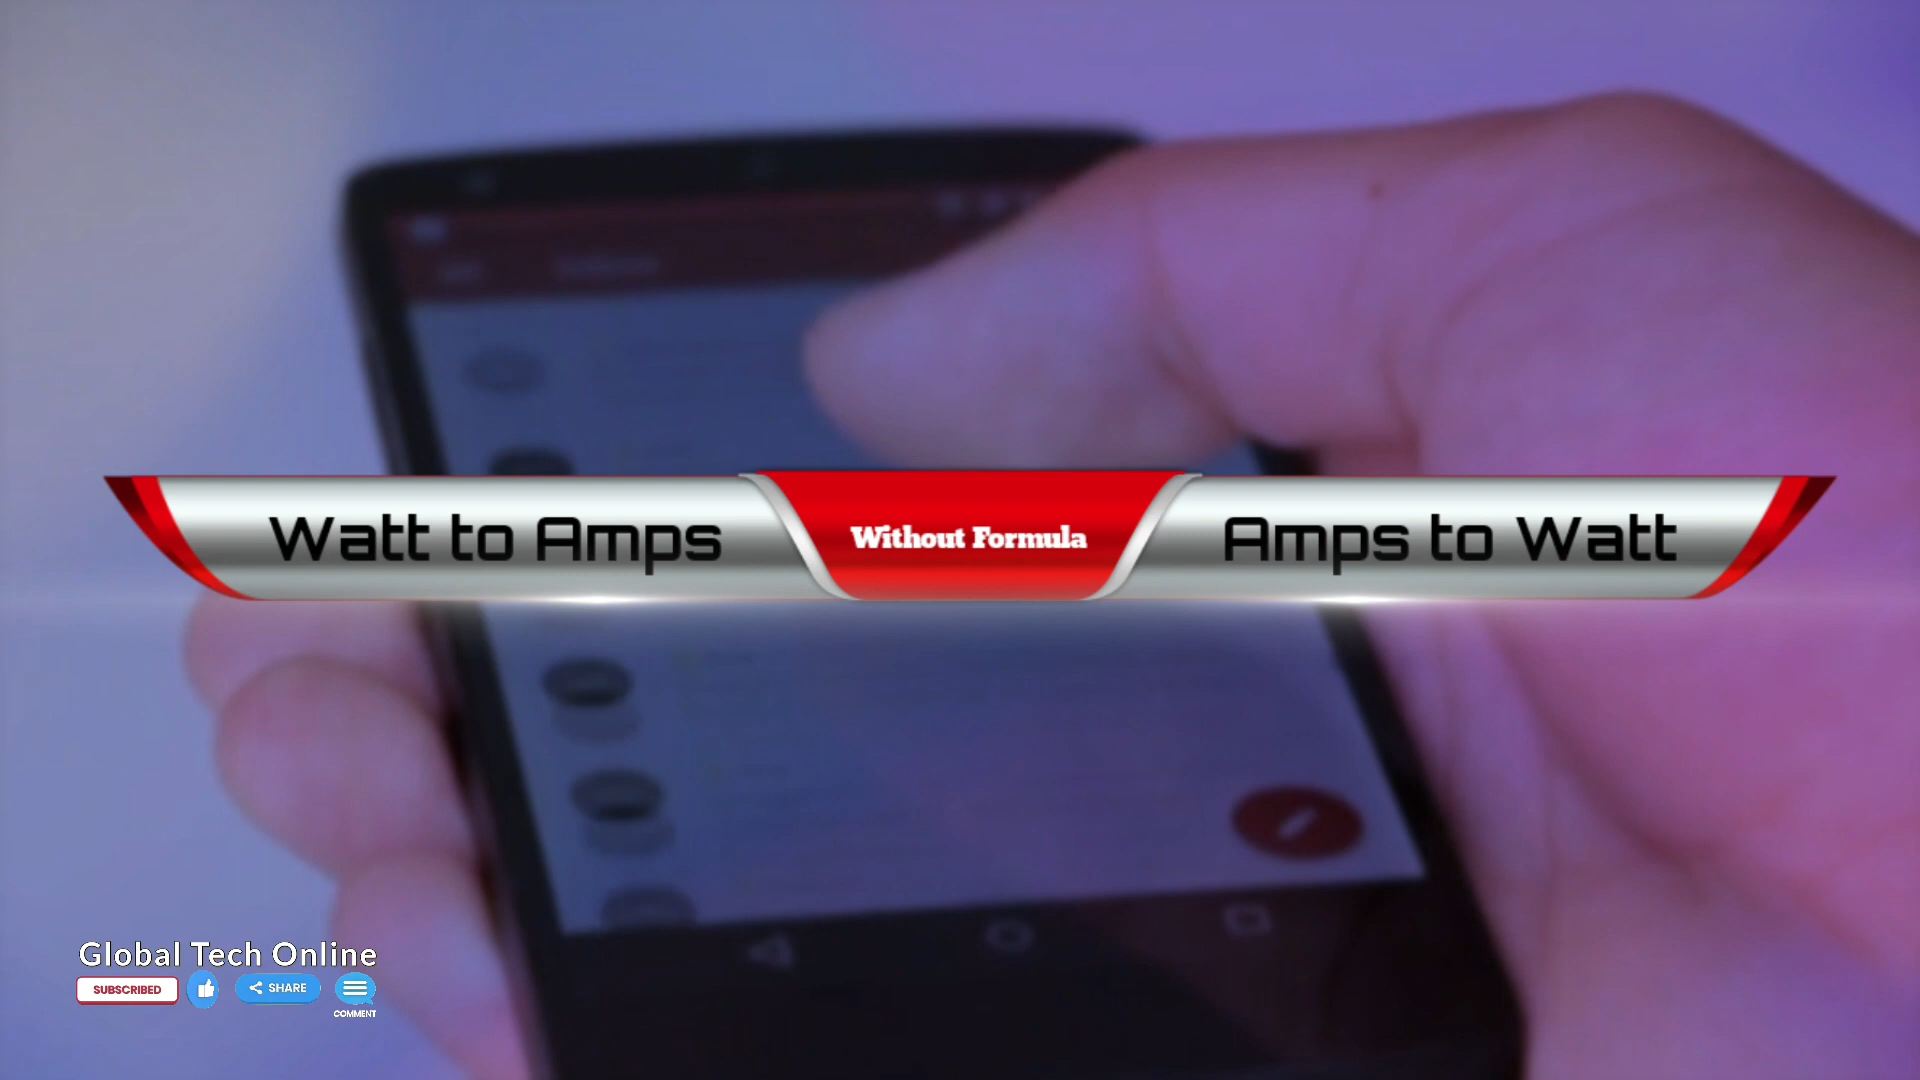 Watt to Amps
Without Formula
Amps to Watt
Global Tech Online
SUBSCRIBED
SHARE
COMMENT